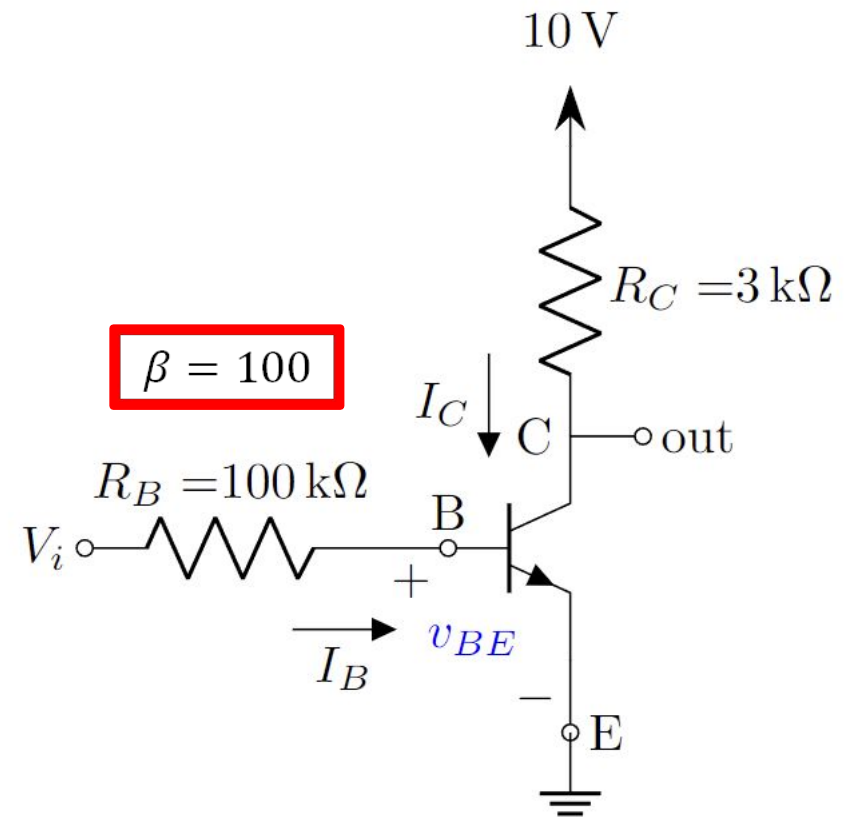 10 V
R_C =3 kΩ
β = 100
I_C
C
out
R_B =100 kΩ
B
V_i
+
v_BE
I_B
−
E